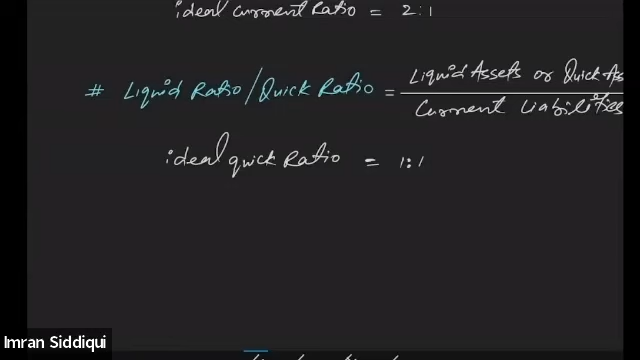 ideal Current Ratio = 2:1
# Liquid Ratio/Quick Ratio = Liquid Assets or Quick Ass
Current Liabilities
ideal quick Ratio = 1:1
Imran Siddiqui